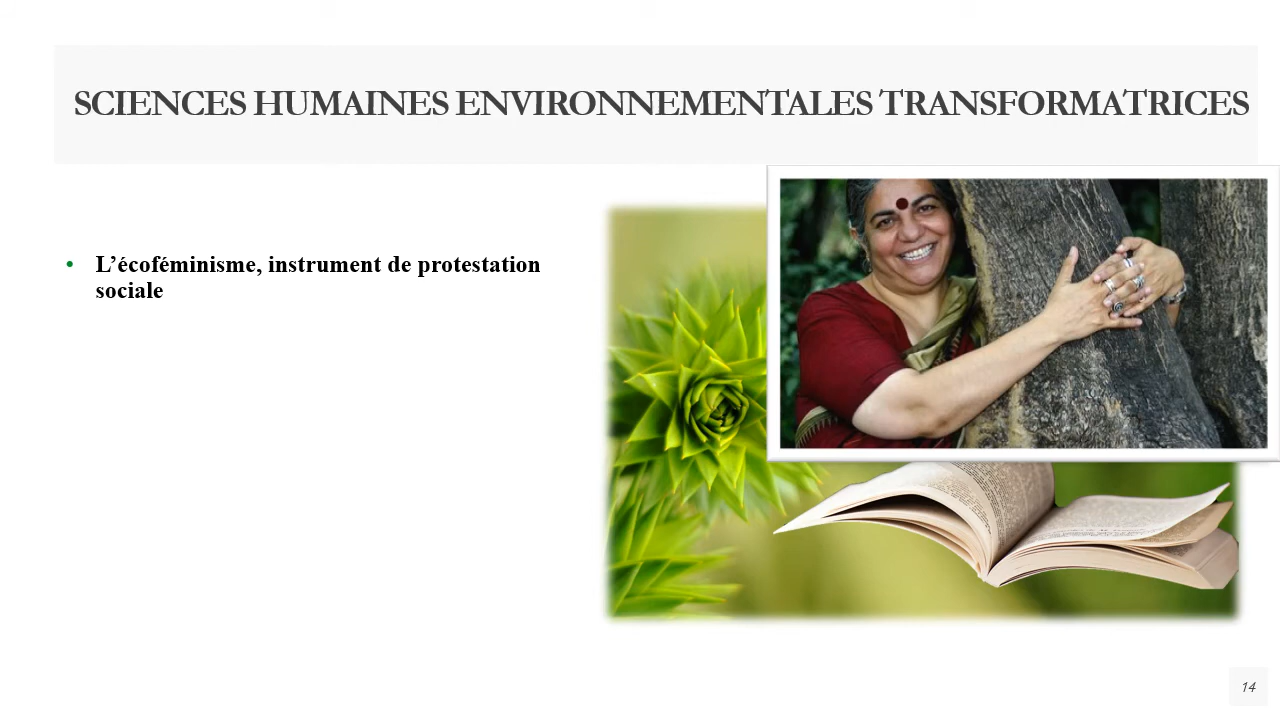 SCIENCES HUMAINES ENVIRONNEMENTALES TRANSFORMATRICES
• L’écoféminisme, instrument de protestation
sociale
14